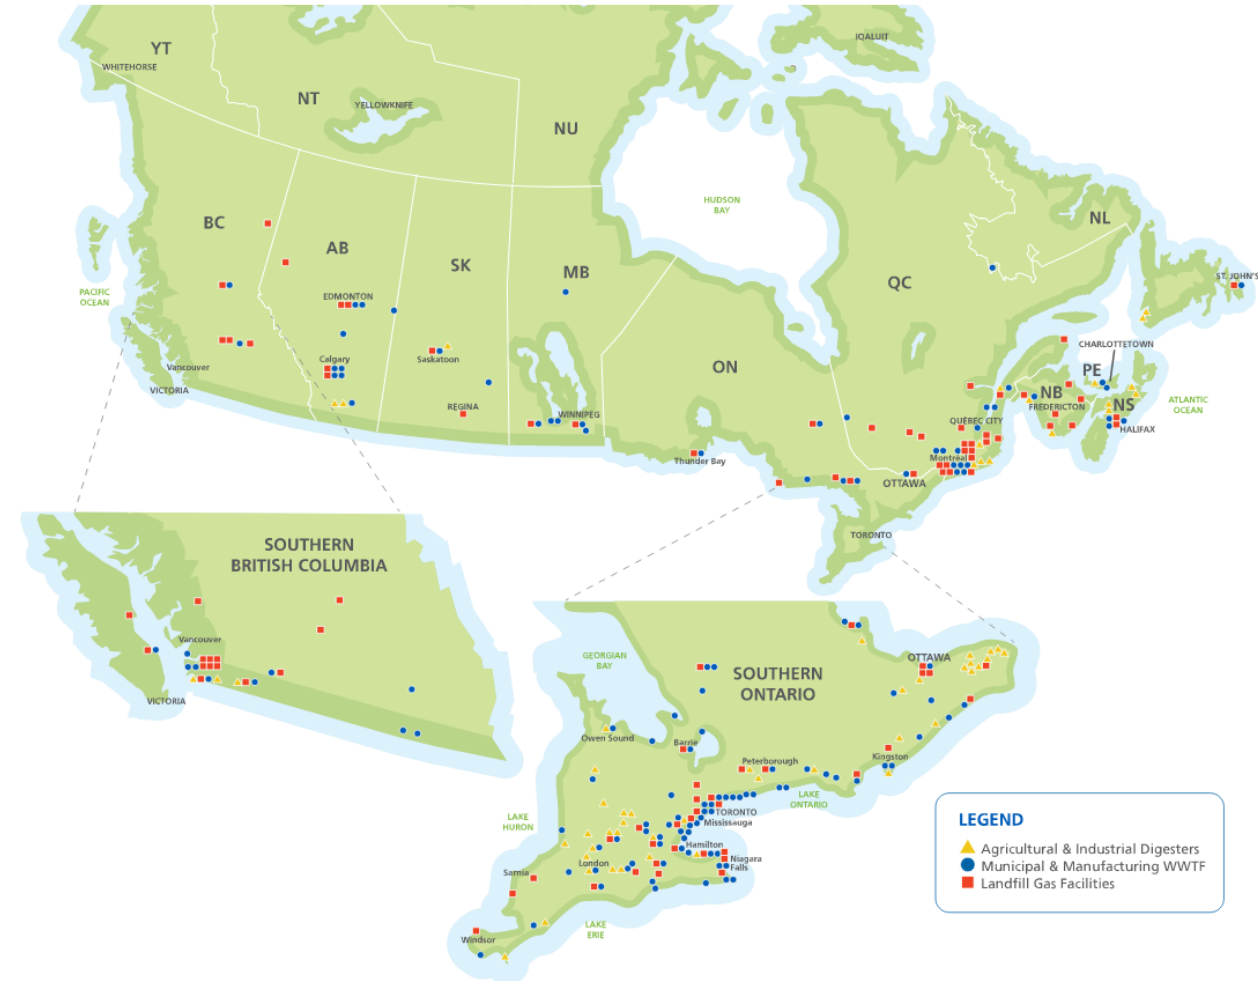 YT
WHITEHORSE
NT
YELLOWKNIFE
NU
IQALUIT
HUDSON
BAY
BC
AB
SK
MB
ON
QC
NL
ST. JOHN'S
PACIFIC
OCEAN
EDMONTON
Calgary
Saskatoon
REGINA
WINNIPEG
Vancouver
VICTORIA
Thunder Bay
CHARLOTTETOWN
PE
NB
FREDERICTON
NS
HALIFAX
ATLANTIC
OCEAN
QUÉBEC CITY
Montréal
OTTAWA
TORONTO
SOUTHERN
BRITISH COLUMBIA
Vancouver
VICTORIA
GEORGIAN
BAY
SOUTHERN
ONTARIO
OTTAWA
Owen Sound
Barrie
Peterborough
Kingston
LAKE
ONTARIO
LAKE
HURON
TORONTO
Mississauga
Hamilton
Niagara
Falls
London
Sarnia
Windsor
LAKE
ERIE
LEGEND
Agricultural & Industrial Digesters
Municipal & Manufacturing WWTF
Landfill Gas Facilities